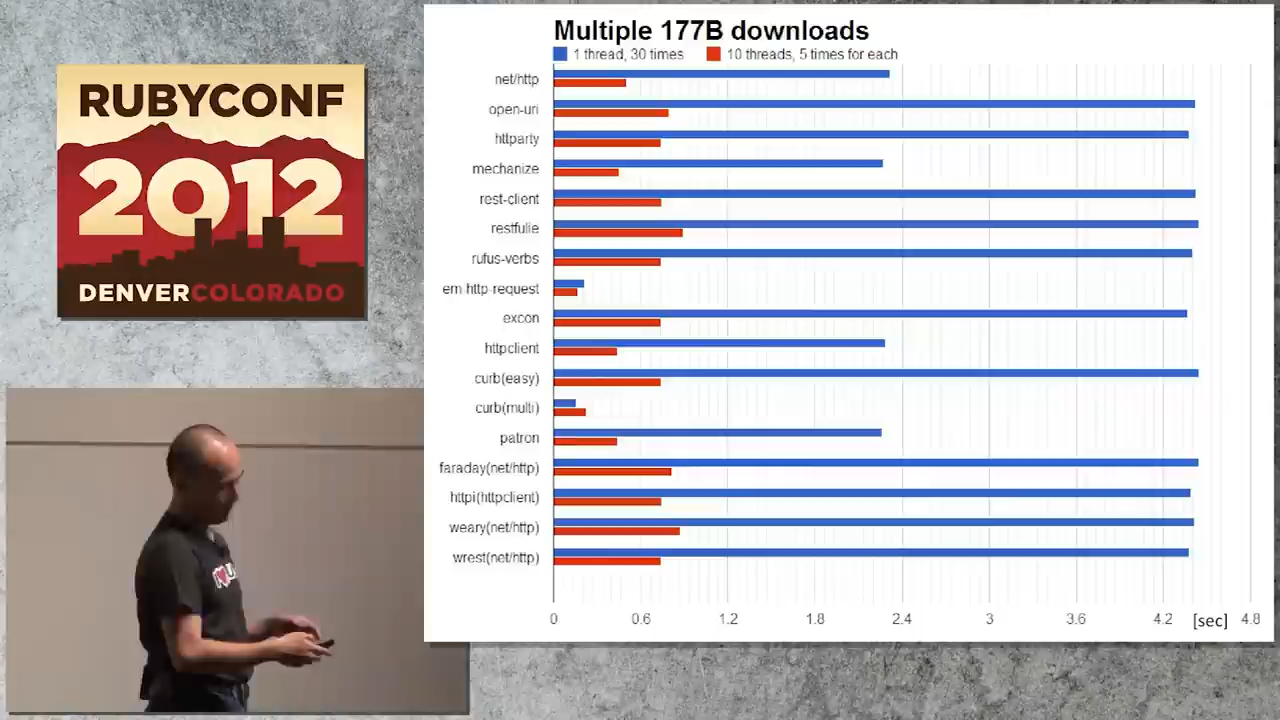 RUBYCONF
2012
DENVERCOLORADO
Multiple 177B downloads
1 thread, 30 times
10 threads, 5 times for each
net/http
open-uri
httparty
mechanize
rest-client
restfulie
rufus-verbs
em http-request
excon
httpclient
curb(easy)
curb(multi)
patron
faraday(net/http)
httpi(httpclient)
weary(net/http)
wrest(net/http)
0 0.6 1.2 1.8 2.4 3 3.6 4.2 [sec] 4.8